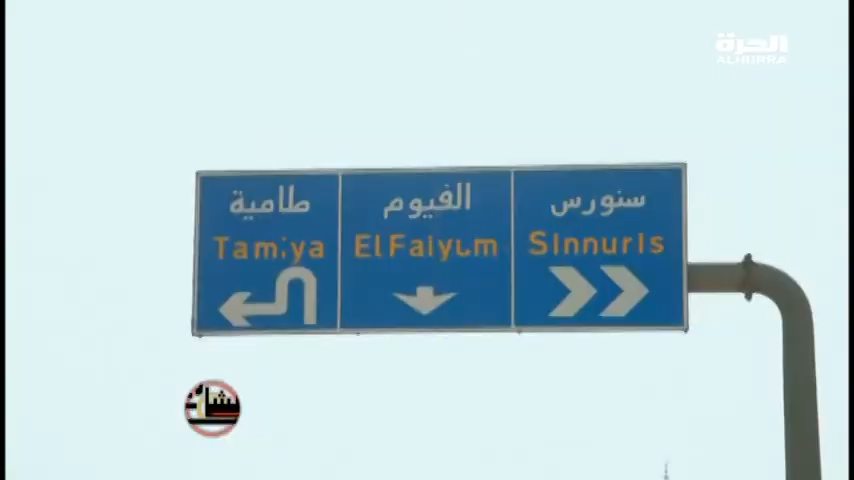 الحرة
ALHURRA
طامية
Tamiya
الفيوم
El Faiyum
سنورس
Sinnuris